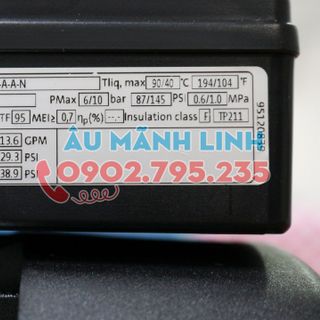 -A-A-N
Tliq, max 90/40 °C 194/104 °F
PMax 6/10 bar 87/145 PSI 0.6/1.0 MPa
TF 95 MEI≥ 0,7 ηp(%) --.- Insulation class F TP211
13.6 GPM
29.3 PSI
38.9 PSI
ÂU MÃNH LINH
0902.795.235
95120839